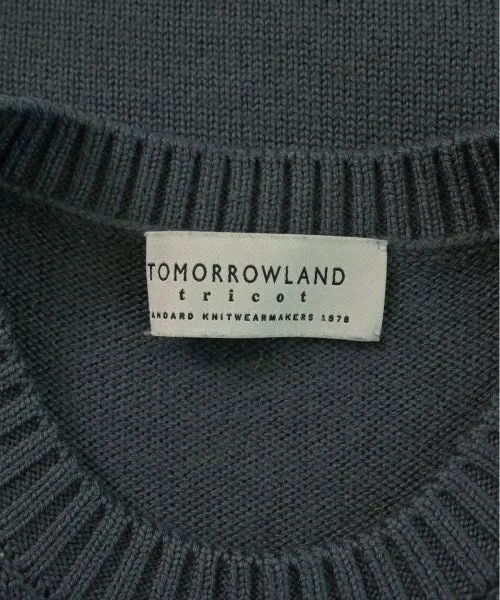 TOMORROWLAND
tricot
ANDARD KNITWEARMAKERS 1978